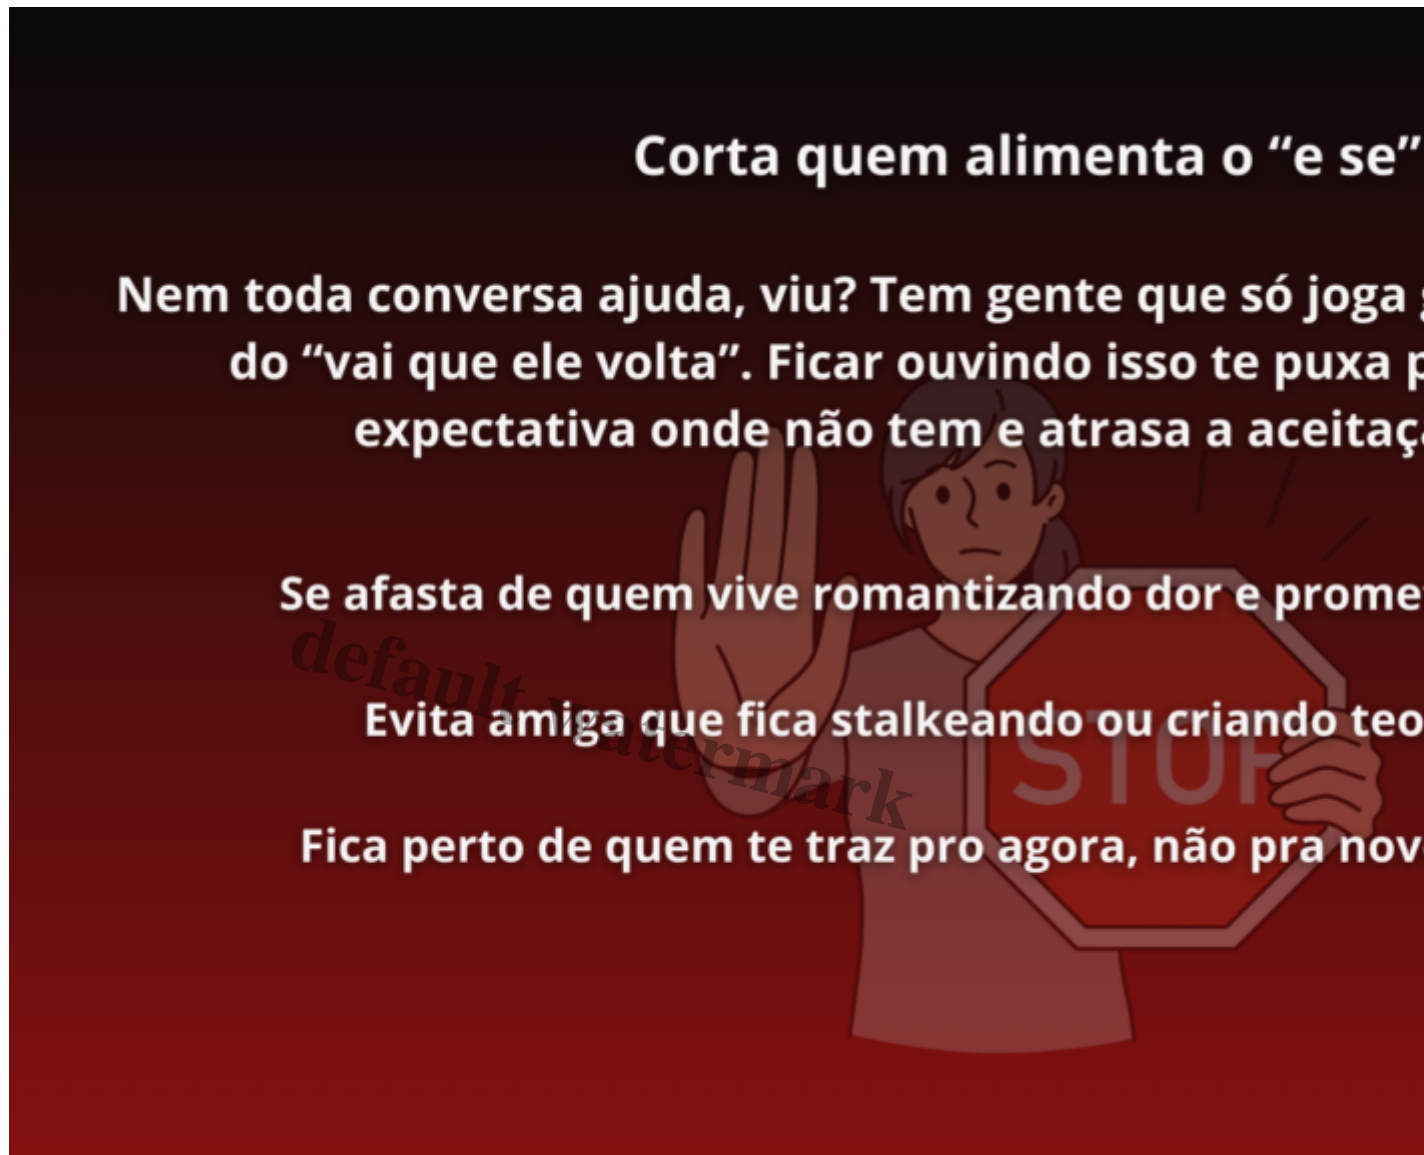 Corta quem alimenta o “e se”
Nem toda conversa ajuda, viu? Tem gente que só joga
do “vai que ele volta”. Ficar ouvindo isso te puxa
expectativa onde não tem e atrasa a
Se afasta de quem vive romantizando dor e
Evita amiga que fica stalkeando ou criando
Fica perto de quem te traz pro agora, não pra
STOP
default watermark